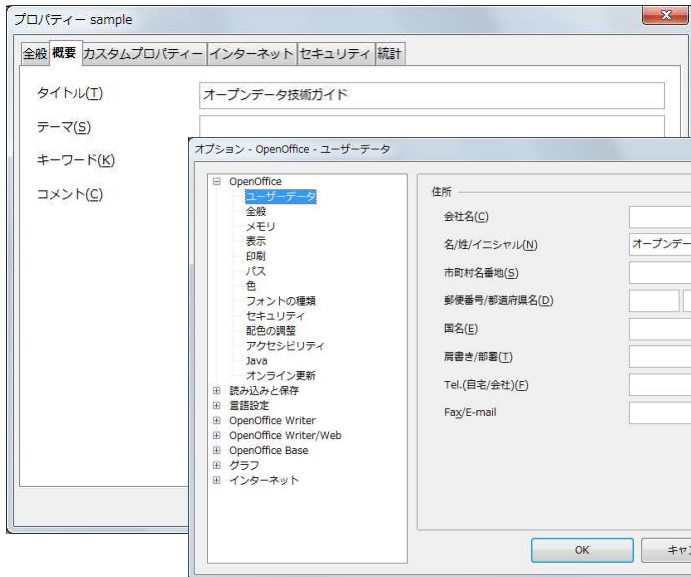 プロパティー sample
全般 概要 カスタムプロパティー インターネット セキュリティ 統計
タイトル(T) オープンデータ技術ガイド
テーマ(S)
キーワード(K)
コメント(C)
オプション - OpenOffice - ユーザーデータ
OpenOffice
ユーザーデータ
全般
メモリ
表示
印刷
パス
色
フォントの種類
セキュリティ
配色の調整
アクセシビリティ
Java
オンライン更新
読み込みと保存
言語設定
OpenOffice Writer
OpenOffice Writer/Web
OpenOffice Base
グラフ
インターネット
住所
会社名(C)
名/姓/イニシャル(N) オープンデー
市町村名番地(S)
郵便番号/都道府県名(D)
国名(E)
肩書き/部署(T)
Tel.(自宅/会社)(F)
Fax/E-mail
OK キャン